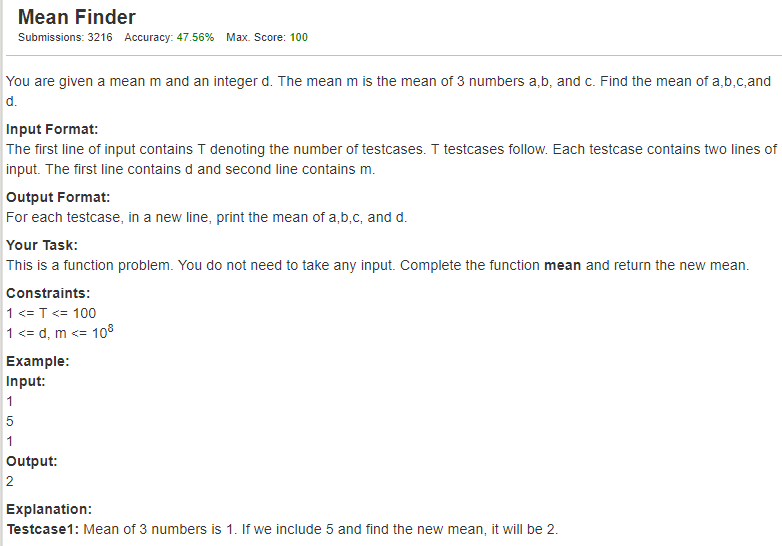 Mean Finder
Submissions: 3216 Accuracy: 47.56% Max. Score: 100
You are given a mean m and an integer d. The mean m is the mean of 3 numbers a,b, and c. Find the mean of a,b,c,and
d.
Input Format:
The first line of input contains T denoting the number of testcases. T testcases follow. Each testcase contains two lines of
input. The first line contains d and second line contains m.
Output Format:
For each testcase, in a new line, print the mean of a,b,c, and d.
Your Task:
This is a function problem. You do not need to take any input. Complete the function mean and return the new mean.
Constraints:
1 <= T <= 100
1 <= d, m <= 10⁸
Example:
Input:
1
5
1
Output:
2
Explanation:
Testcase1: Mean of 3 numbers is 1. If we include 5 and find the new mean, it will be 2.